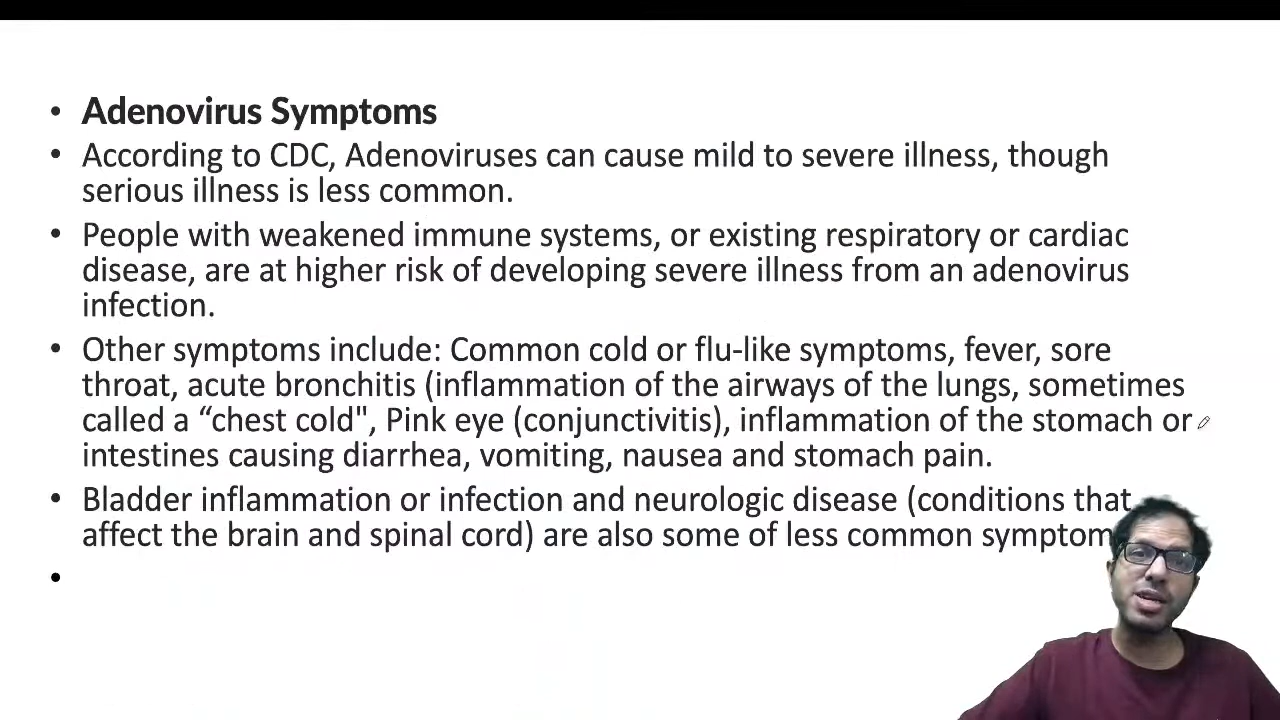 • Adenovirus Symptoms
• According to CDC, Adenoviruses can cause mild to severe illness, though
serious illness is less common.
• People with weakened immune systems, or existing respiratory or cardiac
disease, are at higher risk of developing severe illness from an adenovirus
infection.
• Other symptoms include: Common cold or flu-like symptoms, fever, sore
throat, acute bronchitis (inflammation of the airways of the lungs, sometimes
called a “chest cold", Pink eye (conjunctivitis), inflammation of the stomach or
intestines causing diarrhea, vomiting, nausea and stomach pain.
• Bladder inflammation or infection and neurologic disease (conditions that
affect the brain and spinal cord) are also some of less common symptom
•